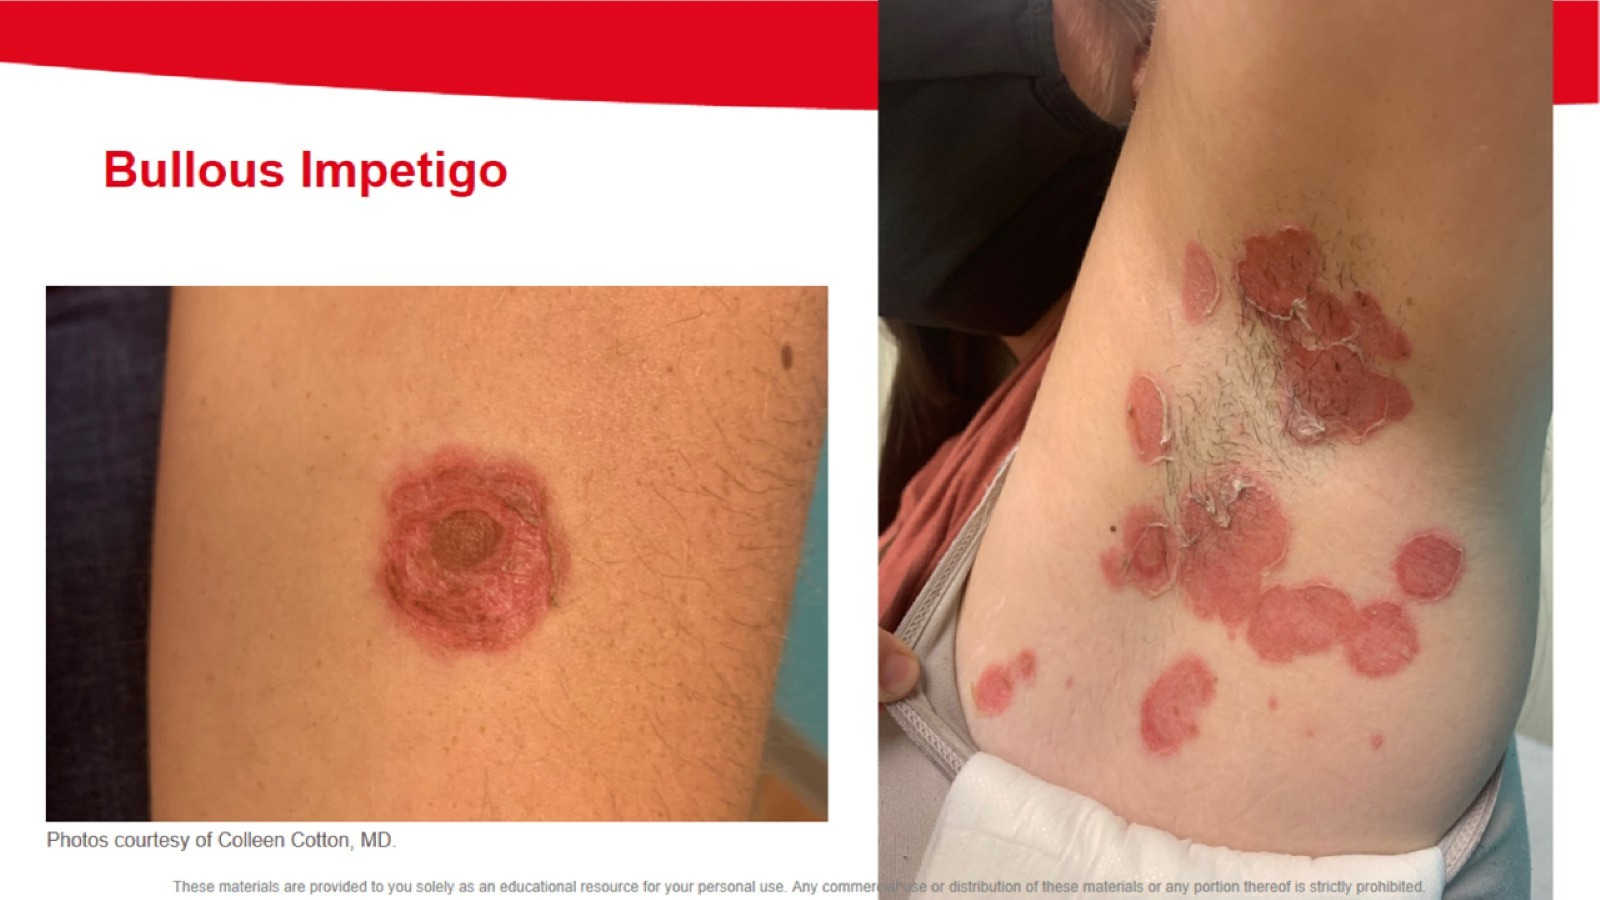 Bullous Impetigo
Photos courtesy of Colleen Cotton, MD.
These materials are provided to you solely as an educational resource for your personal use. Any commercial use or distribution of these materials or any portion thereof is strictly prohibited.